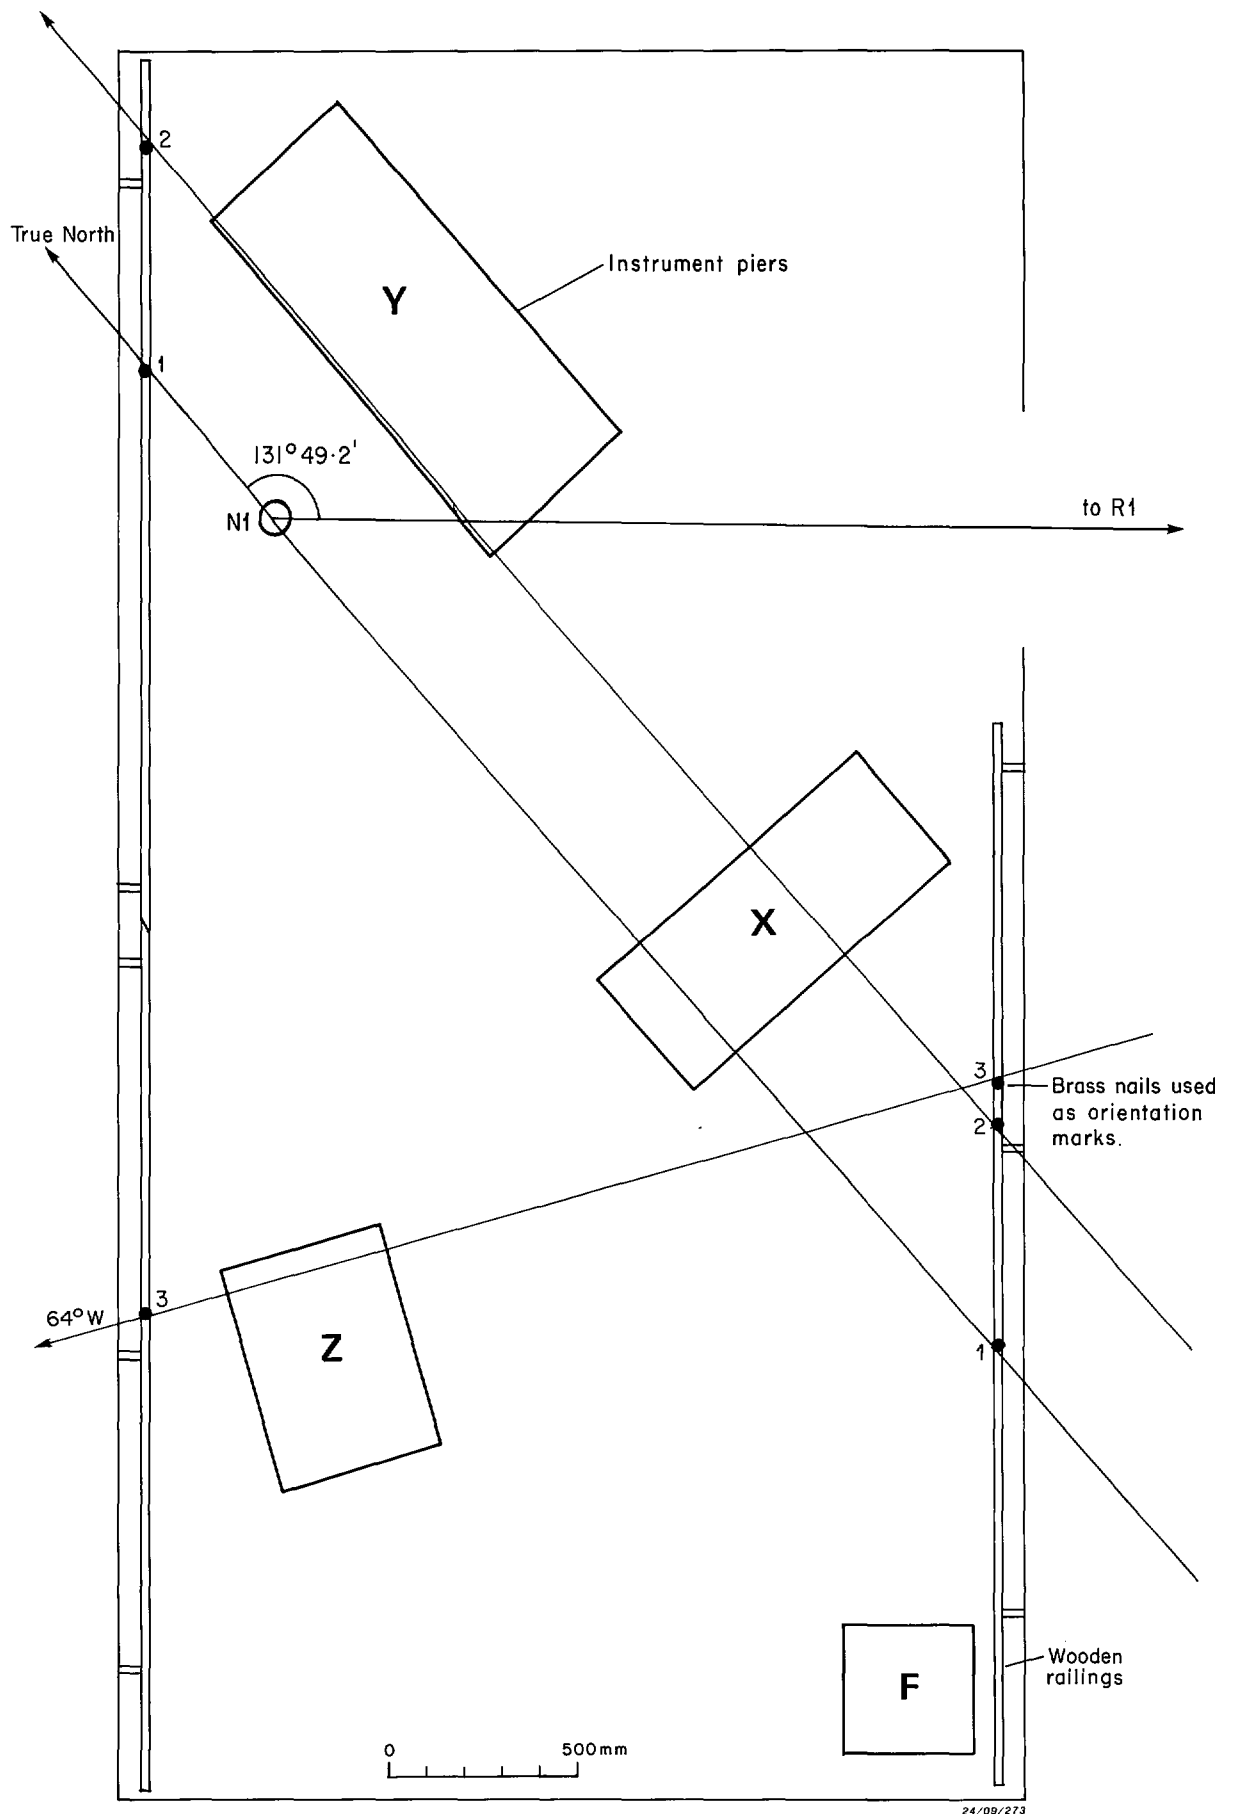 2
True North
Instrument piers
Y
1
131°49·2'
N1
to R1
X
3
Brass nails used
as orientation
marks.
2
3
64°W
Z
1
Wooden
railings
F
0 500mm
24/09/273